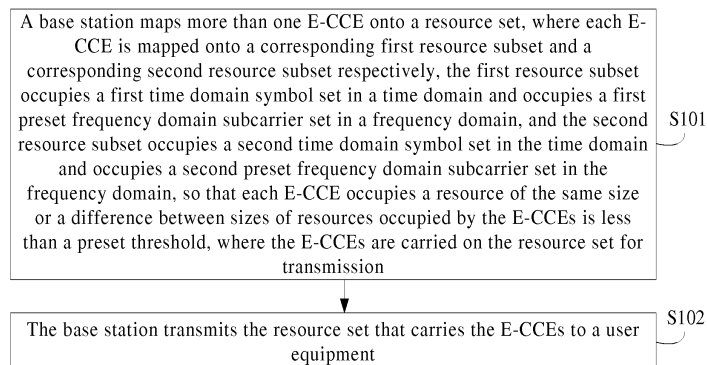 A base station maps more than one E-CCE onto a resource set, where each E-
CCE is mapped onto a corresponding first resource subset and a
corresponding second resource subset respectively, the first resource subset
occupies a first time domain symbol set in a time domain and occupies a first
preset frequency domain subcarrier set in a frequency domain, and the second
resource subset occupies a second time domain symbol set in the time domain
and occupies a second preset frequency domain subcarrier set in the
frequency domain, so that each E-CCE occupies a resource of the same size
or a difference between sizes of resources occupied by the E-CCEs is less
than a preset threshold, where the E-CCEs are carried on the resource set for
transmission
S101
The base station transmits the resource set that carries the E-CCEs to a user
equipment
S102